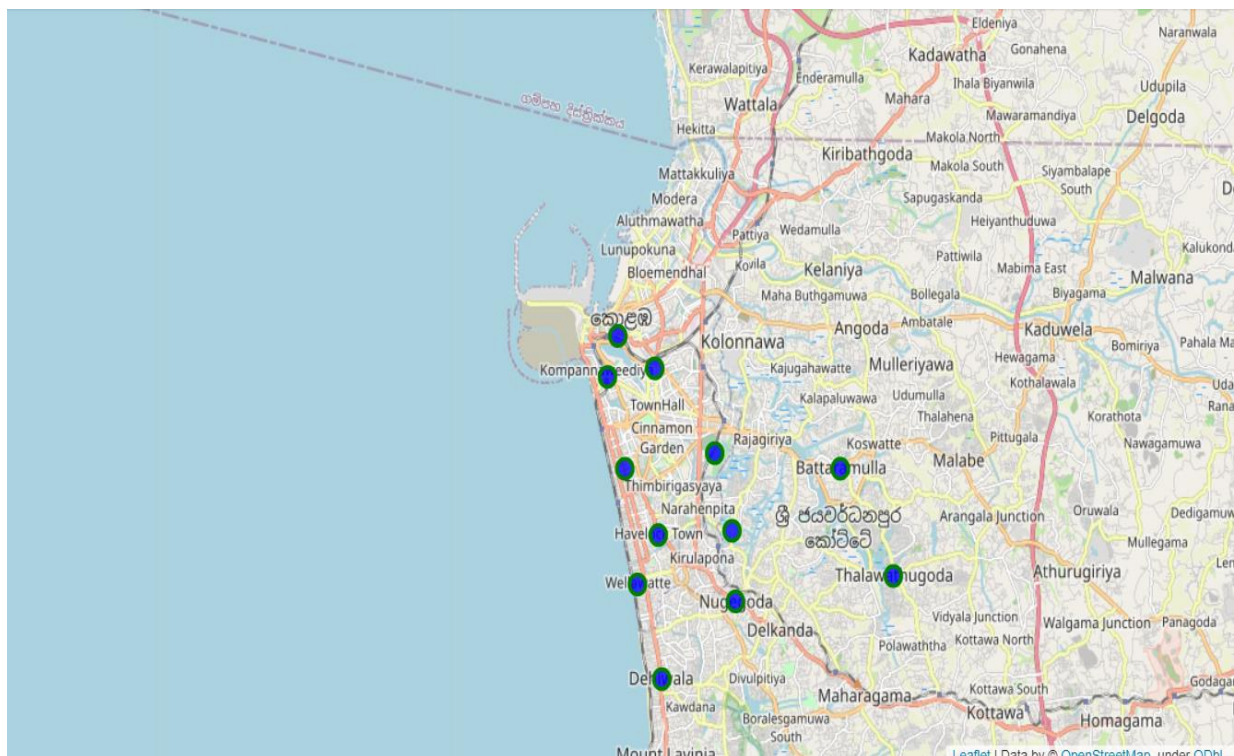 Eldeniya
Naranwala
Kadawatha
Gonahena
Kerawalapitiya
Enderamulla
Ihala Biyanwila
Udupila
Wattala
Mahara
Mawaramandiya
Delgoda
ගම්පහ දිස්ත්‍රික්කය
Hekitta
Makola North
Kiribathgoda
Makola South
Siyambalape
South
Mattakkuliya
Modera
Sapugaskanda
Aluthmawatha
Heiyanthuduwa
Pattiya
Wedamulla
Kalukonda
Lunupokuna
Pattiwila
Bloemendhal
Kovila
Kelaniya
Mabima East
Malwana
Maha Buthgamuwa
Bollegala
Biyagama
කොළඹ
Angoda
Ambatale
Kaduwela
Kolonnawa
Bomiriya
Pahala Ma
Hewagama
Kajugahawatte
Mulleriyawa
Kothalawala
Udumulla
Kalapaluwawa
TownHall
Thalahena
Korathota
Cinnamon
Garden
Rajagiriya
Koswatte
Pittugala
Nawagamuwa
Malabe
Thimbirigasyaya
Narahenpita
ශ්‍රී ජයවර්ධනපුර
කෝට්ටේ
Arangala Junction
Oruwala
Dedigamuw
Mullegama
Town
Kirulapona
Athurugiriya
Delkanda
Vidyala Junction
Walgama Junction
Panagoda
Polawaththa
Kottawa North
Divulpitiya
Kottawa South
Godaga
Kawdana
Maharagama
Boralesgamuwa
South
Kottawa
Homagama
Mount Lavinia
Leaflet | Data by © OpenStreetMap, under ODbL.